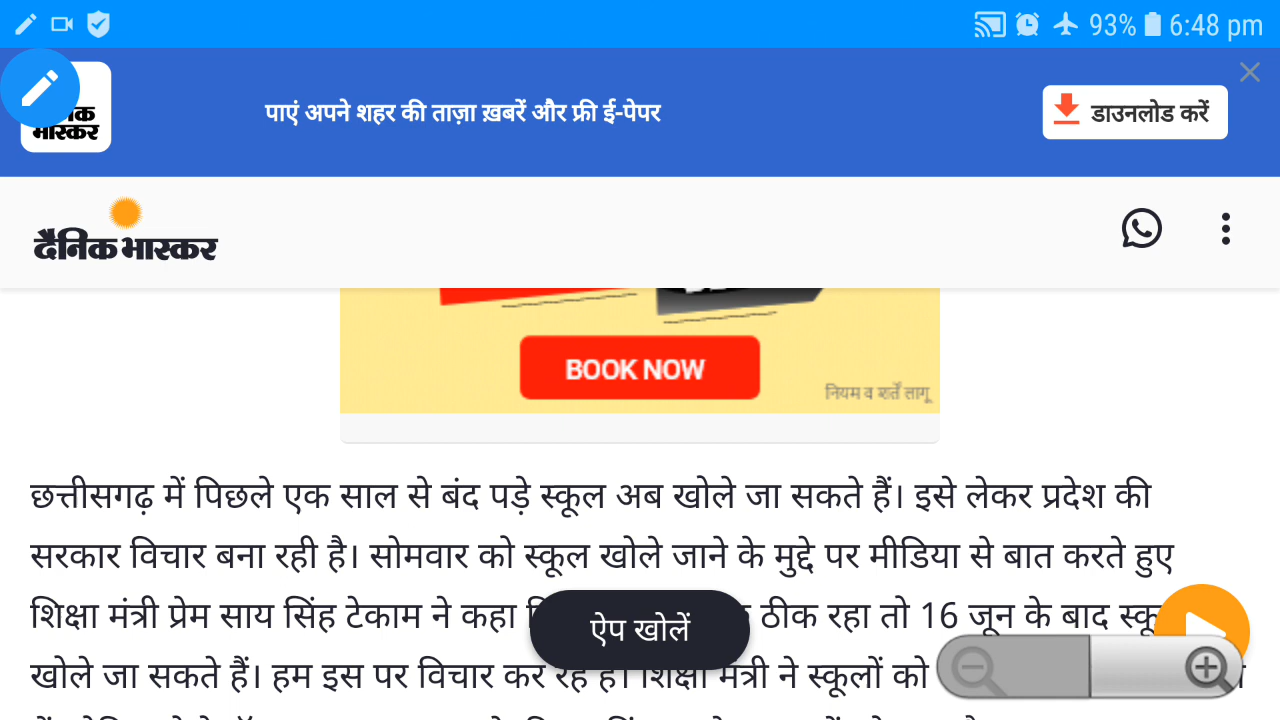 93% 6:48 pm
भास्कर
पाएं अपने शहर की ताज़ा ख़बरें और फ्री ई-पेपर
डाउनलोड करें
दैनिक भास्कर
BOOK NOW
नियम व शर्तें लागू
छत्तीसगढ़ में पिछले एक साल से बंद पड़े स्कूल अब खोले जा सकते हैं। इसे लेकर प्रदेश की
सरकार विचार बना रही है। सोमवार को स्कूल खोले जाने के मुद्दे पर मीडिया से बात करते हुए
शिक्षा मंत्री प्रेम साय सिंह टेकाम ने कहा ठीक रहा तो 16 जून के बाद
ऐप खोलें
खोले जा सकते हैं। हम इस पर विचार कर रहे हैं। शिक्षा मंत्री ने स्कूलों को